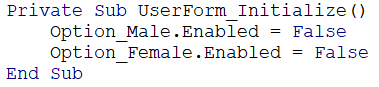 Private Sub UserForm_Initialize()
    Option_Male.Enabled = False
    Option_Female.Enabled = False
End Sub